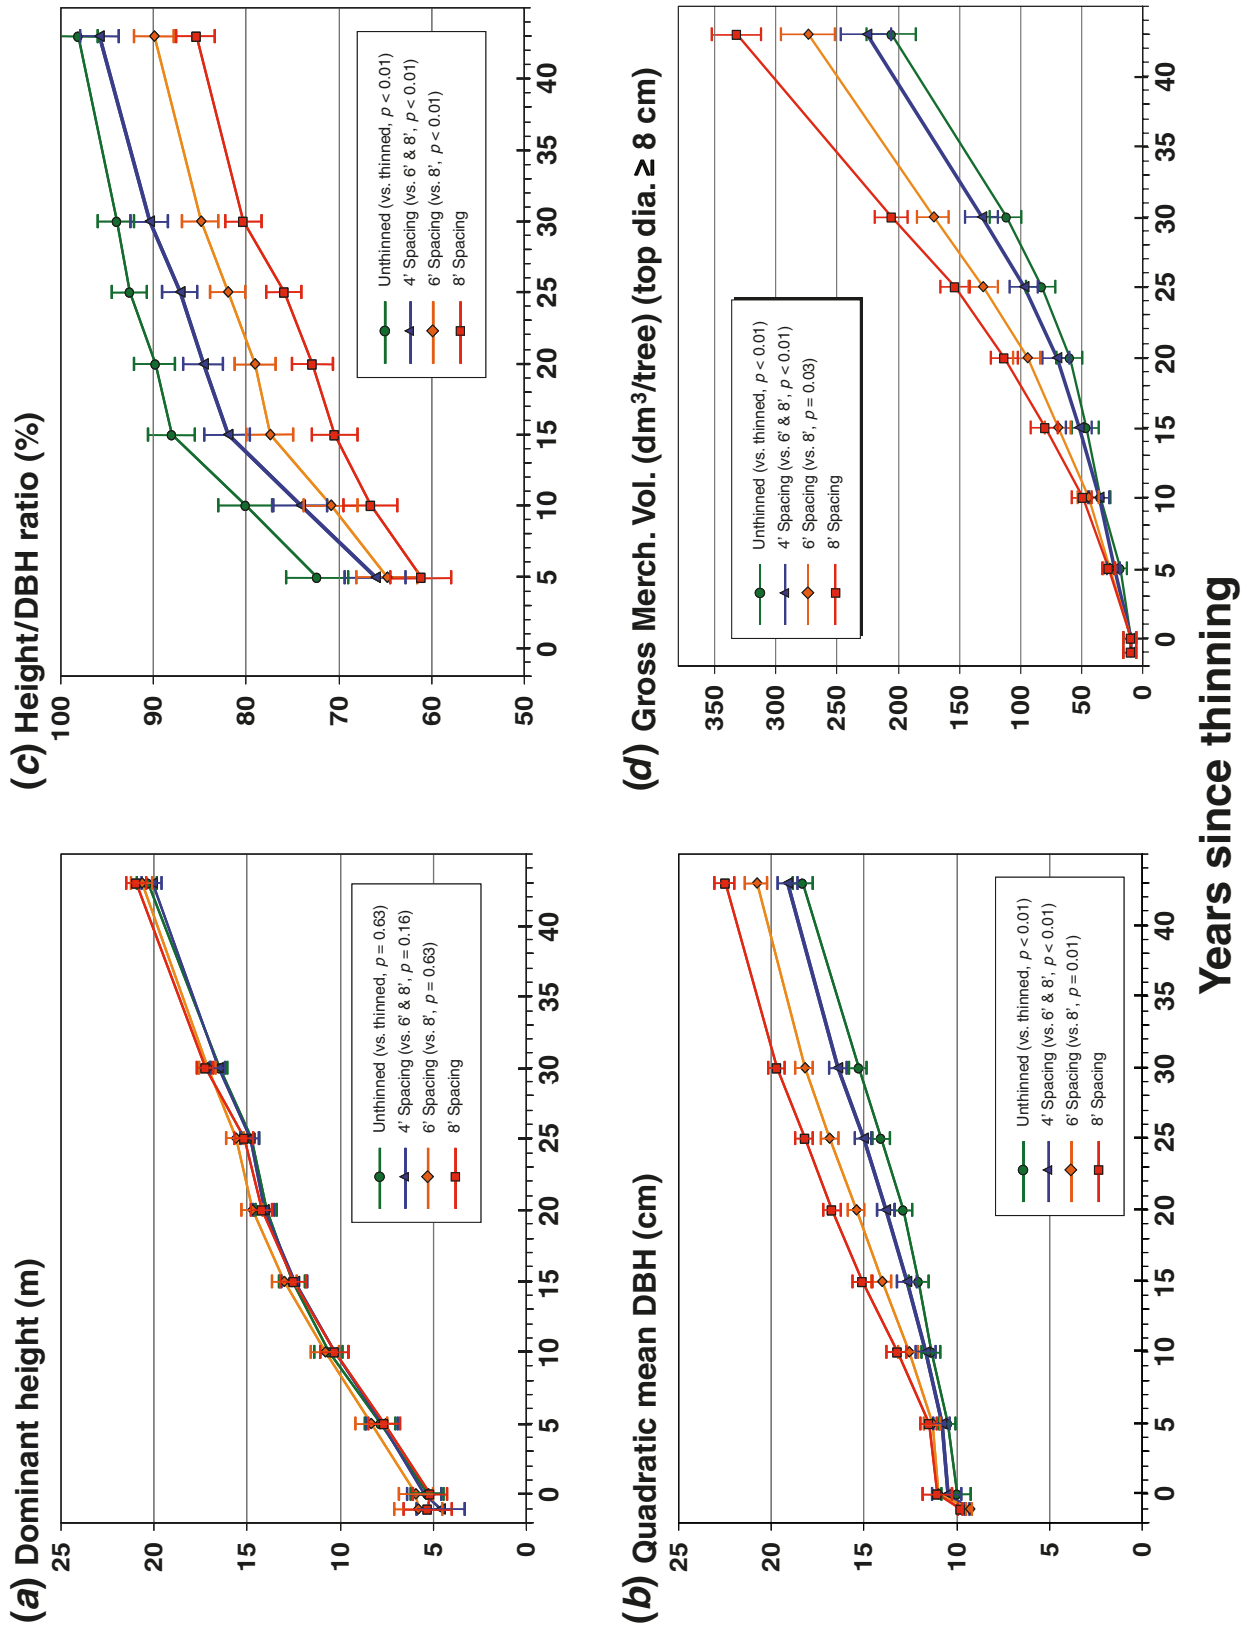 (a) Dominant height (m)
25
20
15
10
5
0
0 5 10 15 20 25 30 35 40
Unthinned (vs. thinned, p = 0.63)
4' Spacing (vs. 6' & 8', p = 0.16)
6' Spacing (vs. 8', p = 0.63)
8' Spacing
(b) Quadratic mean DBH (cm)
25
20
15
10
5
0
0 5 10 15 20 25 30 35 40
Unthinned (vs. thinned, p < 0.01)
4' Spacing (vs. 6' & 8', p < 0.01)
6' Spacing (vs. 8', p = 0.01)
8' Spacing
(c) Height/DBH ratio (%)
100
90
80
70
60
50
0 5 10 15 20 25 30 35 40
Unthinned (vs. thinned, p < 0.01)
4' Spacing (vs. 6' & 8', p < 0.01)
6' Spacing (vs. 8', p < 0.01)
8' Spacing
(d) Gross Merch. Vol. (dm³/tree) (top dia. ≥ 8 cm)
350
300
250
200
150
100
50
0
0 5 10 15 20 25 30 35 40
Unthinned (vs. thinned, p < 0.01)
4' Spacing (vs. 6' & 8', p < 0.01)
6' Spacing (vs. 8', p = 0.03)
8' Spacing
Years since thinning